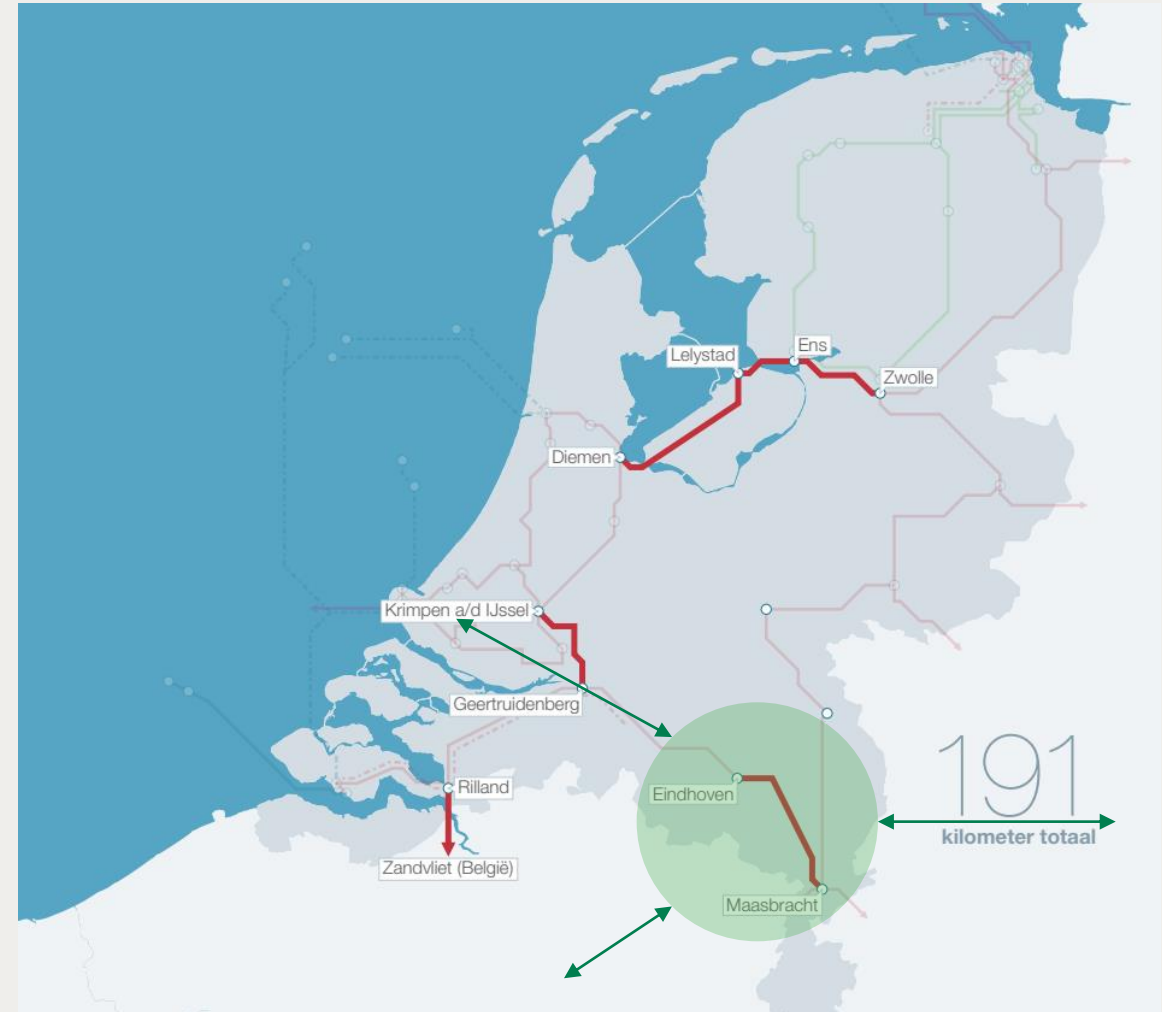 Ens
Lelystad
Zwolle
Diemen
Krimpen a/d IJssel
Geertruidenberg
191
kilometer totaal
Rilland
Eindhoven
Zandvliet (België)
Maasbracht